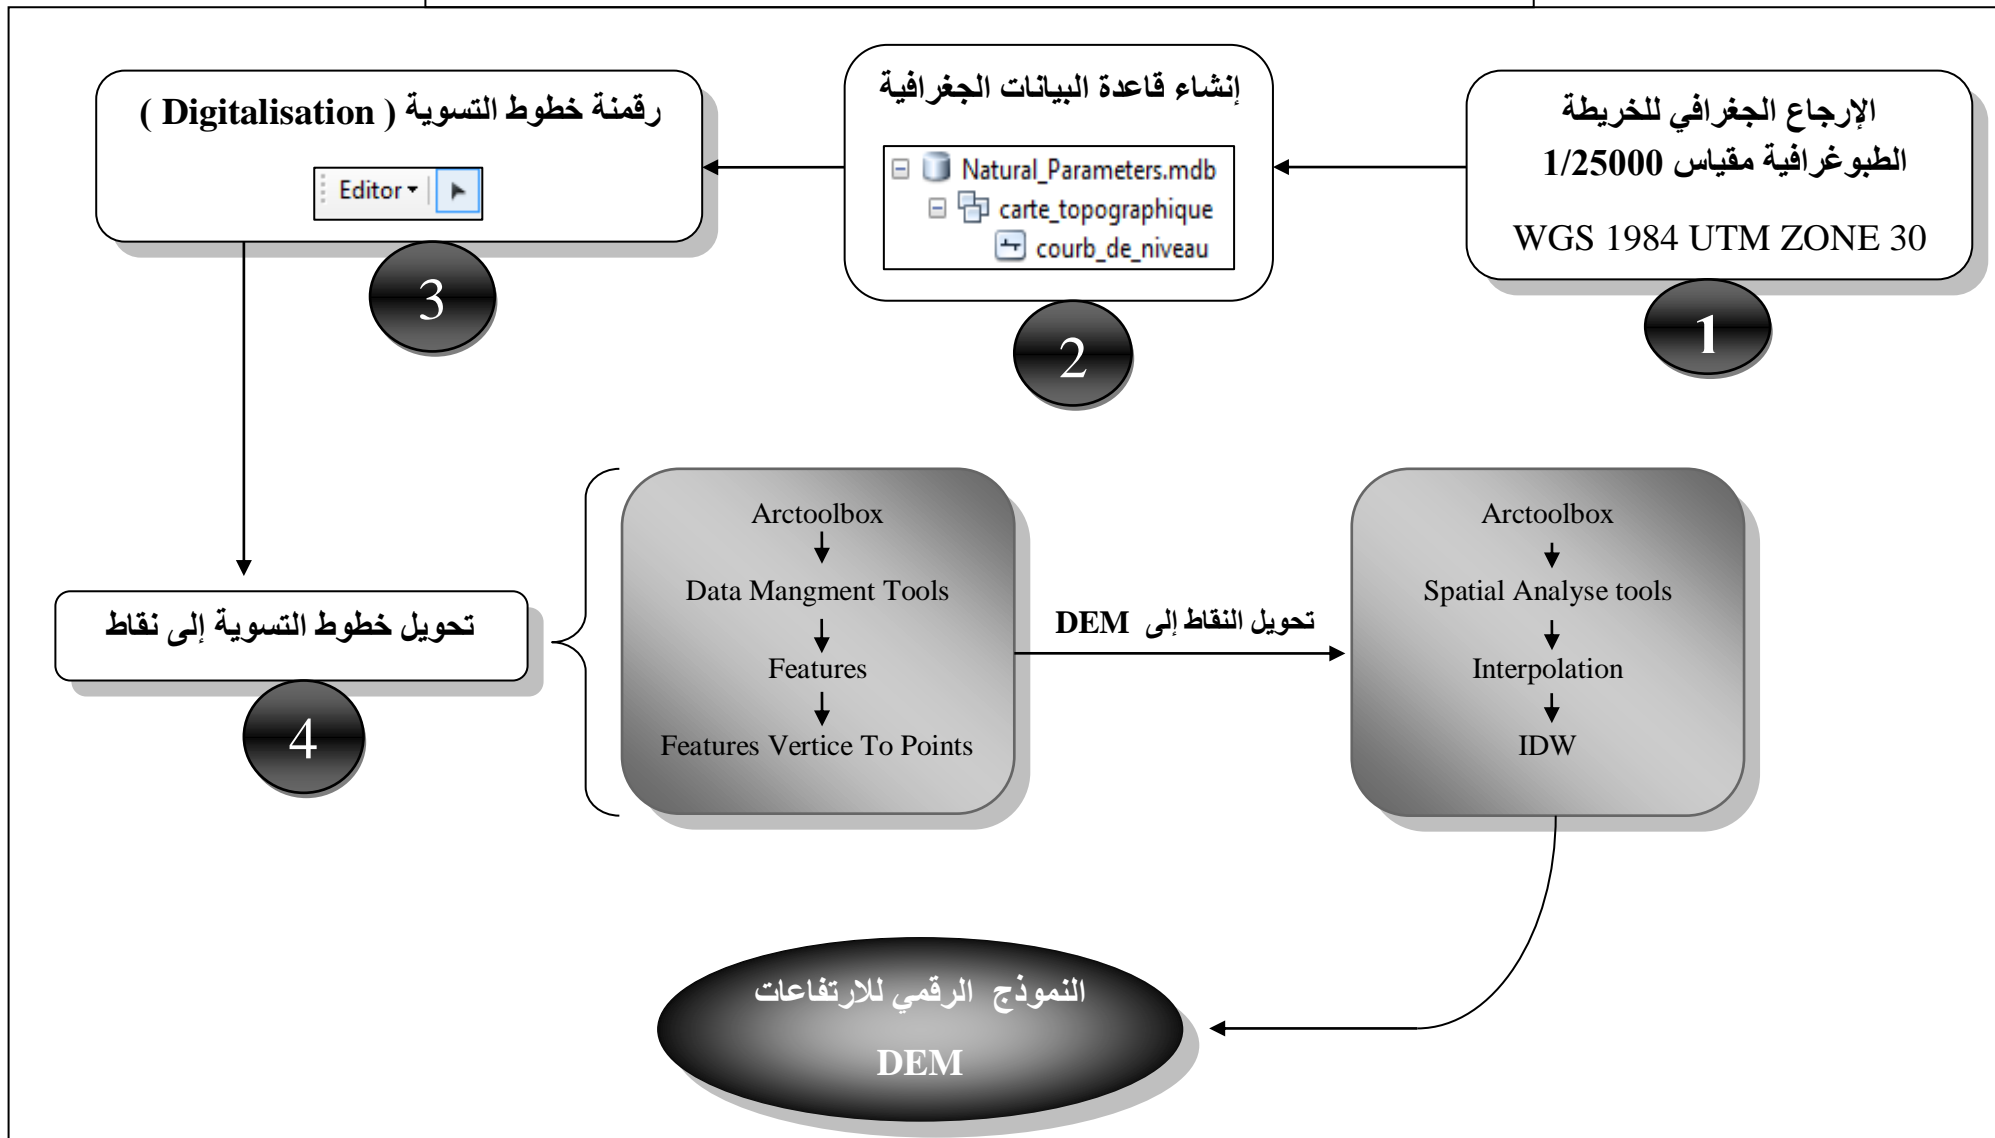 الإرجاع الجغرافي للخريطة
الطبوغرافية مقياس 1/25000
WGS 1984 UTM ZONE 30
1
إنشاء قاعدة البيانات الجغرافية
Natural_Parameters.mdb
carte_topographique
courb_de_niveau
2
رقمنة خطوط التسوية ( Digitalisation )
Editor
3
تحويل خطوط التسوية إلى نقاط
4
Arctoolbox
Data Mangment Tools
Features
Features Vertice To Points
تحويل النقاط إلى DEM
Arctoolbox
Spatial Analyse tools
Interpolation
IDW
النموذج الرقمي للارتفاعات
DEM